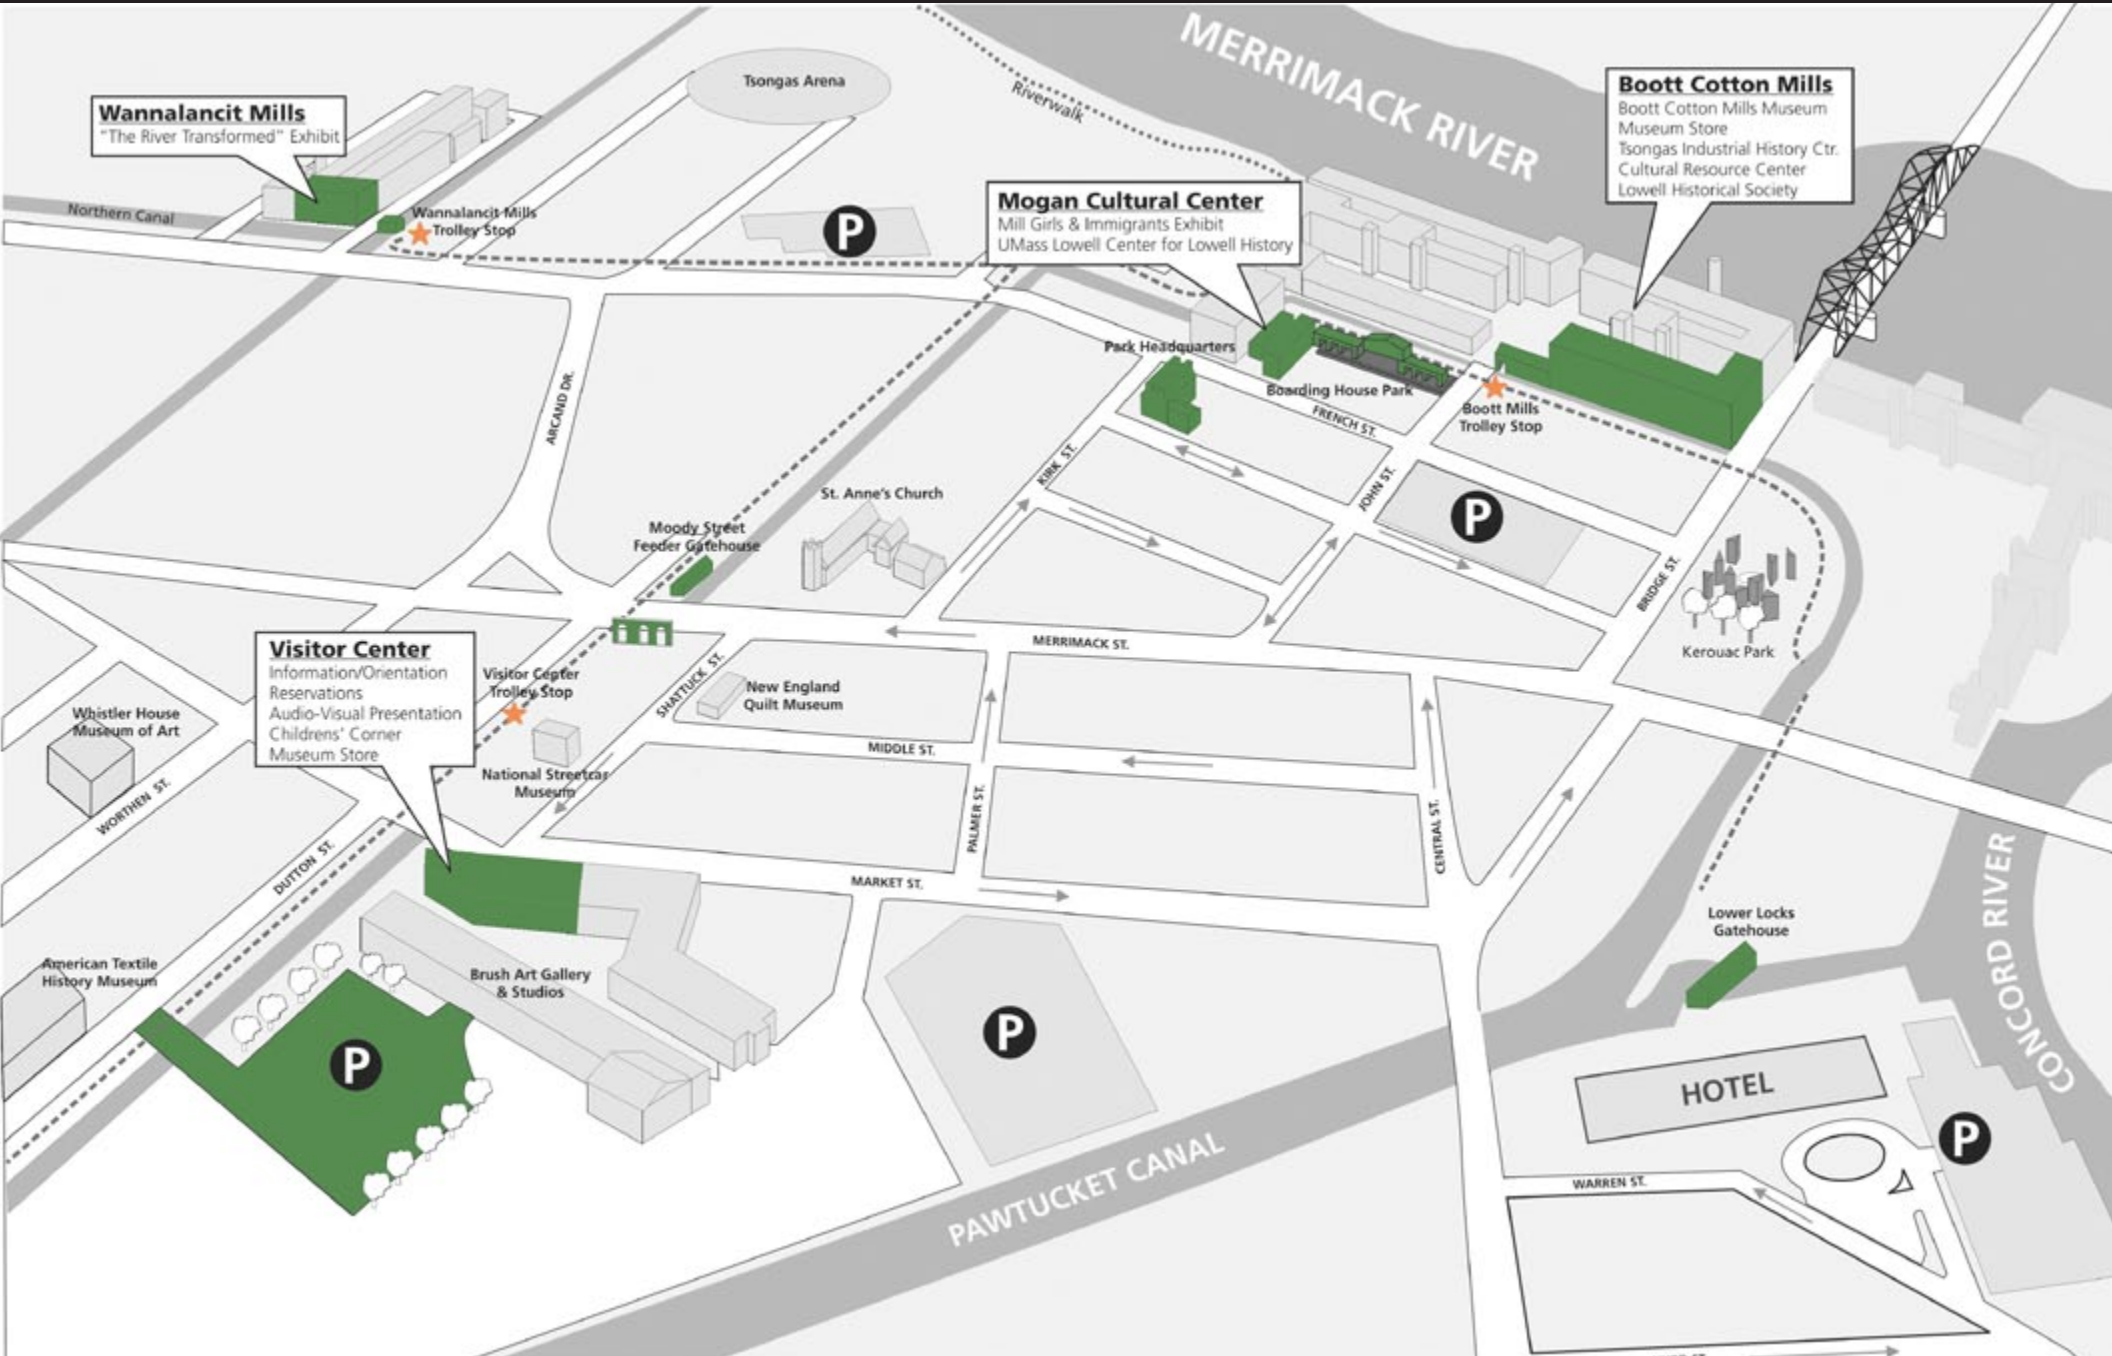 MERRIMACK RIVER
Tsongas Arena
Riverwalk
Boott Cotton Mills
Boott Cotton Mills Museum
Museum Store
Tsongas Industrial History Ctr.
Cultural Resource Center
Lowell Historical Society
Wannalancit Mills
"The River Transformed" Exhibit
Northern Canal
Wannalancit Mills
Trolley Stop
P
Mogan Cultural Center
Mill Girls & Immigrants Exhibit
UMass Lowell Center for Lowell History
Park Headquarters
Boarding House Park
FRENCH ST.
Boott Mills
Trolley Stop
ARCAND DR.
KIRK ST.
JOHN ST.
P
St. Anne's Church
Moody Street
Feeder Gatehouse
BRIDGE ST.
Kerouac Park
MERRIMACK ST.
Visitor Center
Information/Orientation
Reservations
Audio-Visual Presentation
Childrens' Corner
Museum Store
Visitor Center
Trolley Stop
SHATTUCK ST.
New England
Quilt Museum
Whistler House
Museum of Art
MIDDLE ST.
National Streetcar
Museum
WORTHEN ST.
PALMER ST.
CENTRAL ST.
DUTTON ST.
MARKET ST.
CONCORD RIVER
Lower Locks
Gatehouse
American Textile
History Museum
Brush Art Gallery
& Studios
P
P
HOTEL
P
PAWTUCKET CANAL
WARREN ST.